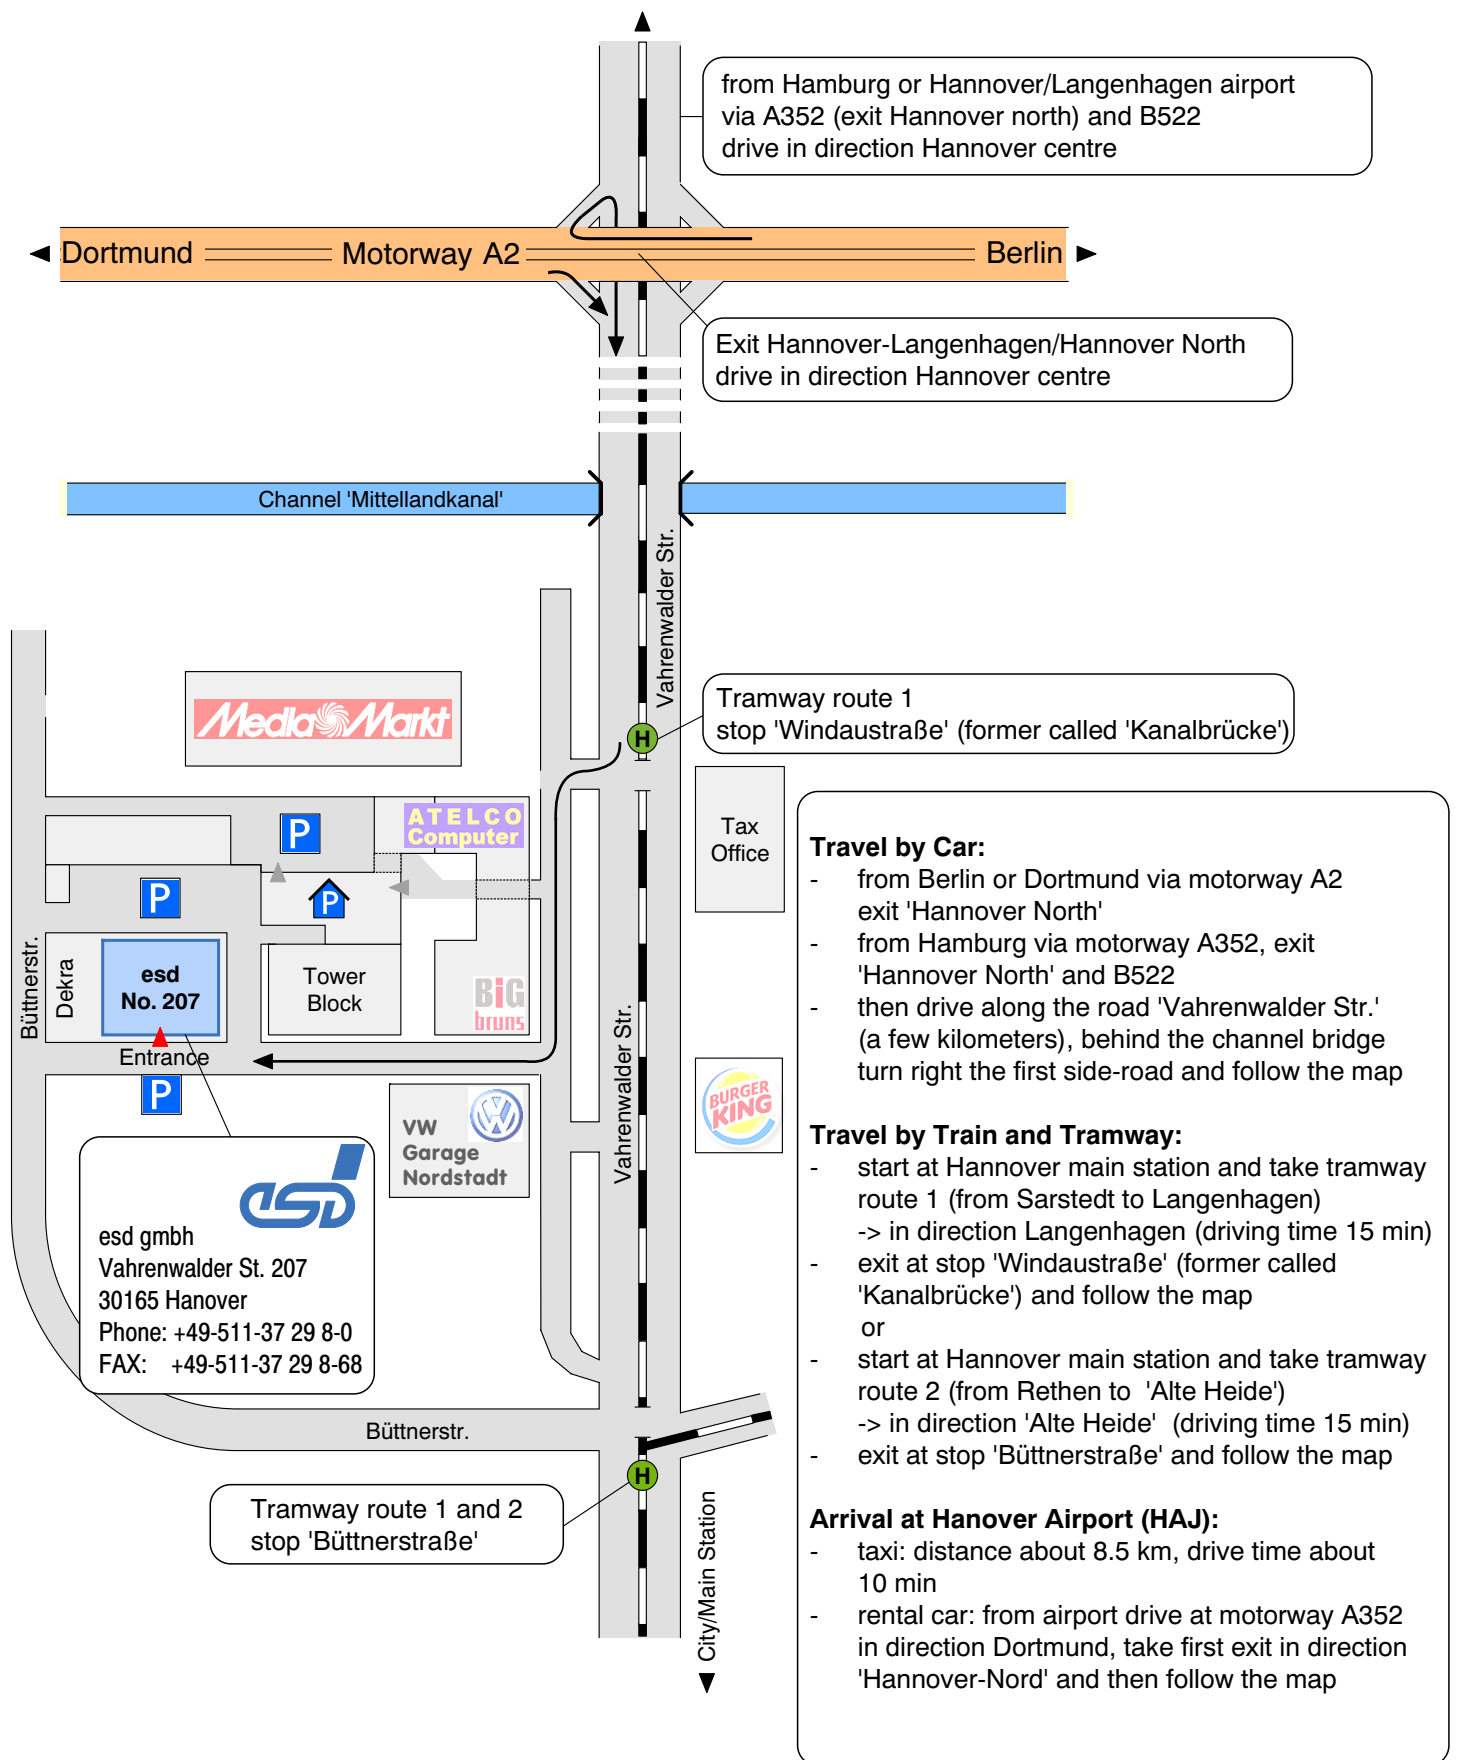 from Hamburg or Hannover/Langenhagen airport
via A352 (exit Hannover north) and B522
drive in direction Hannover centre
Dortmund
Motorway A2
Berlin
Exit Hannover-Langenhagen/Hannover North
drive in direction Hannover centre
Channel 'Mittellandkanal'
Vahrenwalder Str.
Media Markt
Tramway route 1
stop 'Windaustraße' (former called 'Kanalbrücke')
H
ATELCO
Computer
P
P
P
Tax
Office
Büttnerstr.
Dekra
esd
No. 207
Tower
Block
BiG
bruns
Entrance
P
Vahrenwalder Str.
VW
Garage
Nordstadt
BURGER
KING
esd
esd gmbh
Vahrenwalder St. 207
30165 Hanover
Phone: +49-511-37 29 8-0
FAX: +49-511-37 29 8-68
Büttnerstr.
H
Tramway route 1 and 2
stop 'Büttnerstraße'
City/Main Station
Travel by Car:
- from Berlin or Dortmund via motorway A2
exit 'Hannover North'
- from Hamburg via motorway A352, exit
'Hannover North' and B522
- then drive along the road 'Vahrenwalder Str.'
(a few kilometers), behind the channel bridge
turn right the first side-road and follow the map
Travel by Train and Tramway:
- start at Hannover main station and take tramway
route 1 (from Sarstedt to Langenhagen)
-> in direction Langenhagen (driving time 15 min)
- exit at stop 'Windaustraße' (former called
'Kanalbrücke') and follow the map
or
- start at Hannover main station and take tramway
route 2 (from Rethen to 'Alte Heide')
-> in direction 'Alte Heide' (driving time 15 min)
- exit at stop 'Büttnerstraße' and follow the map
Arrival at Hanover Airport (HAJ):
- taxi: distance about 8.5 km, drive time about
10 min
- rental car: from airport drive at motorway A352
in direction Dortmund, take first exit in direction
'Hannover-Nord' and then follow the map